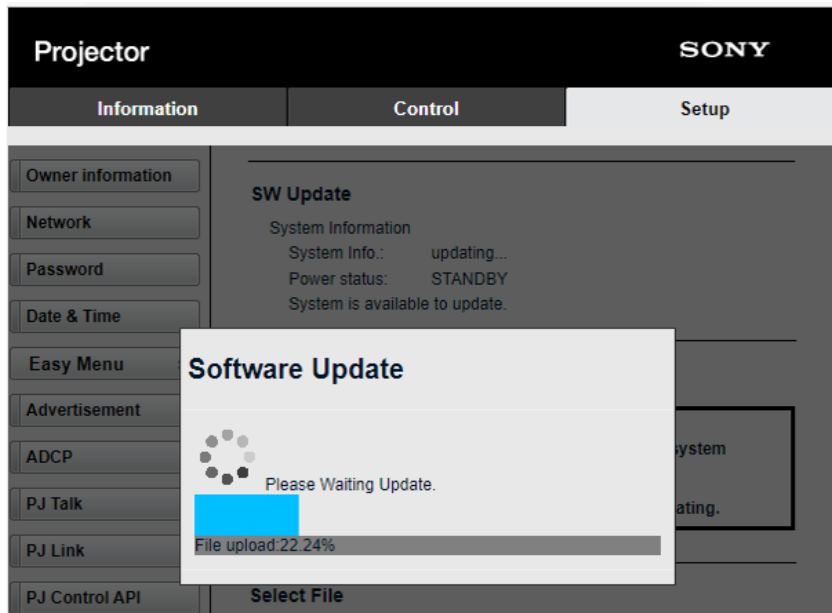 Projector
SONY
Information
Control
Setup
Owner information
Network
Password
Date & Time
Easy Menu
Advertisement
ADCP
PJ Talk
PJ Link
PJ Control API
SW Update
System Information
System Info.: updating...
Power status: STANDBY
System is available to update.
Software Update
Please Waiting Update.
File upload:22.24%
system
ating.
Select File